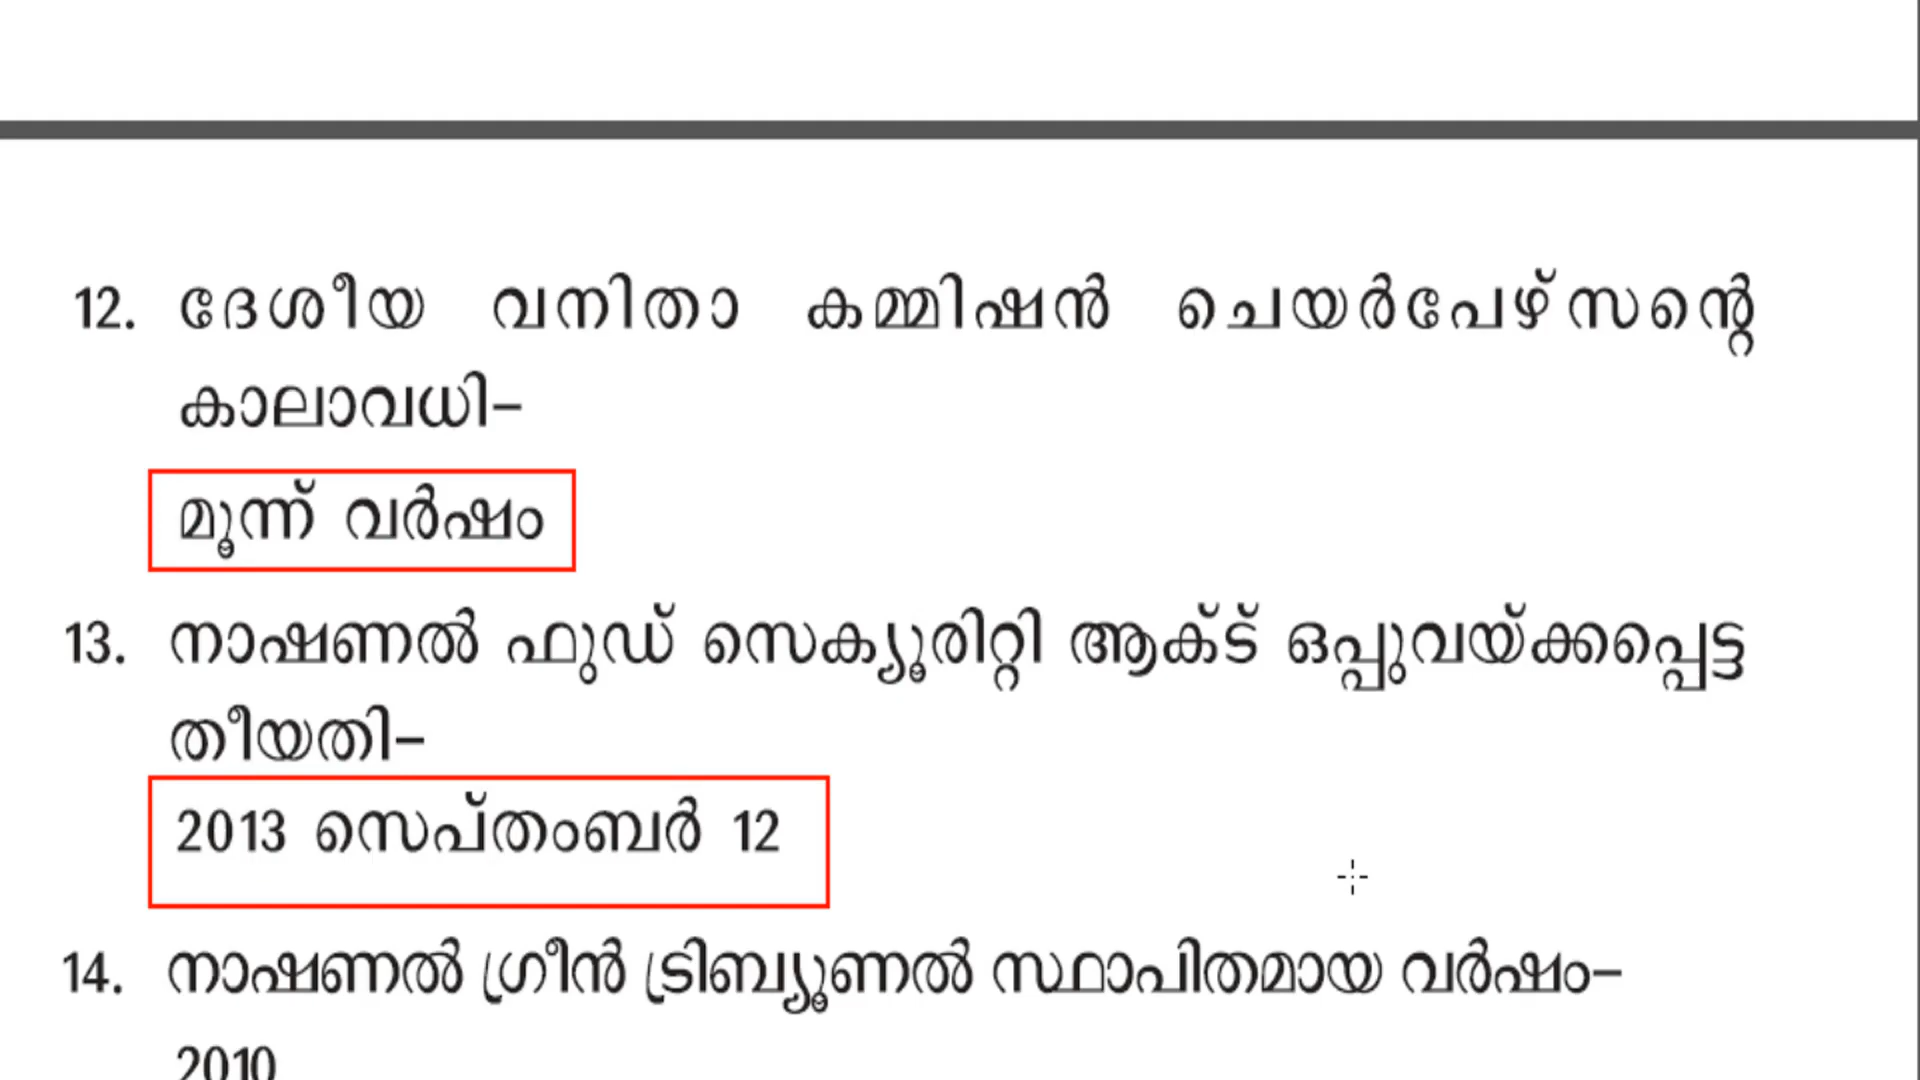 12. ദേശീയ വനിതാ കമ്മിഷൻ ചെയർപേഴ്സന്റെ
കാലാവധി-
മൂന്ന് വർഷം
13. നാഷണൽ ഫുഡ് സെക്യൂരിറ്റി ആക്ട് ഒപ്പുവയ്ക്കപ്പെട്ട
തീയതി-
2013 സെപ്തംബർ 12
14. നാഷണൽ ഗ്രീൻ ട്രിബ്യൂണൽ സ്ഥാപിതമായ വർഷം-
2010